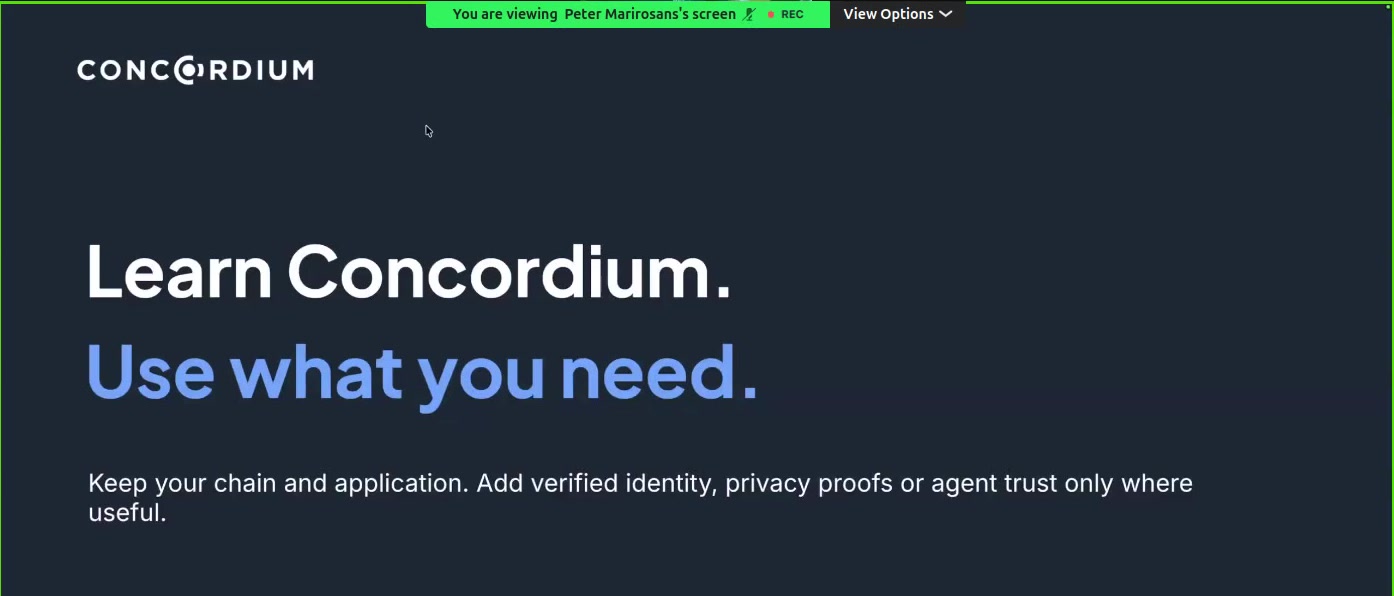 You are viewing Peter Marirosans's screen REC View Options
CONCORDIUM
Learn Concordium.
Use what you need.
Keep your chain and application. Add verified identity, privacy proofs or agent trust only where
useful.